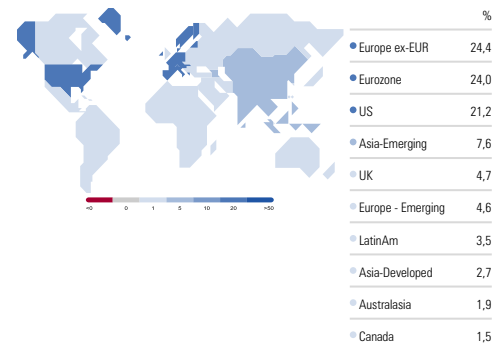 %
Europe ex-EUR 24,4
Eurozone 24,0
US 21,2
Asia-Emerging 7,6
UK 4,7
Europe - Emerging 4,6
LatinAm 3,5
Asia-Developed 2,7
Australasia 1,9
Canada 1,5
<0 0 1 5 10 20 >50